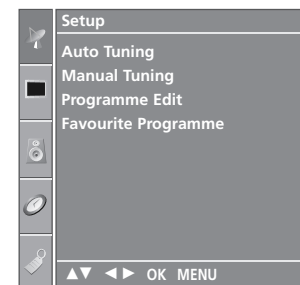 Setup
Auto Tuning
Manual Tuning
Programme Edit
Favourite Programme
▲▼ ◄► OK MENU